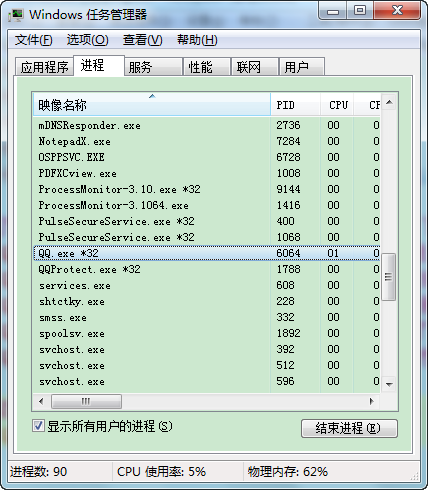 Windows 任务管理器
文件(F) 选项(O) 查看(V) 帮助(H)
应用程序 进程 服务 性能 联网 用户
映像名称 PID CPU CP
mDNSResponder.exe 2736 00 0
NotepadX.exe 7284 00 0
OSPPSVC.EXE 6728 00 0
PDFXCview.exe 1008 00 0
ProcessMonitor-3.10.exe *32 9144 00 0
ProcessMonitor-3.1064.exe 1416 00 0
PulseSecureService.exe *32 400 00 0
PulseSecureService.exe *32 1068 00 0
QQ.exe *32 6064 01 0
QQProtect.exe *32 1788 00 0
services.exe 608 00 0
shtctky.exe 228 00 0
smss.exe 332 00 0
spoolsv.exe 1892 00 0
svchost.exe 392 00 0
svchost.exe 512 00 0
svchost.exe 596 00 0
显示所有用户的进程(S) 结束进程(E)
进程数: 90 CPU 使用率: 5% 物理内存: 62%